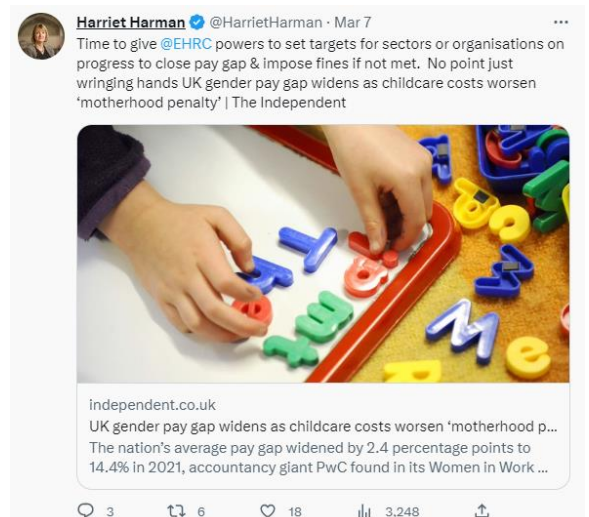 Harriet Harman @HarrietHarman · Mar 7
Time to give @EHRC powers to set targets for sectors or organisations on
progress to close pay gap & impose fines if not met. No point just
wringing hands UK gender pay gap widens as childcare costs worsen
‘motherhood penalty’ | The Independent
independent.co.uk
UK gender pay gap widens as childcare costs worsen ‘motherhood p...
The nation’s average pay gap widened by 2.4 percentage points to
14.4% in 2021, accountancy giant PwC found in its Women in Work ...
3 6 18 3,248